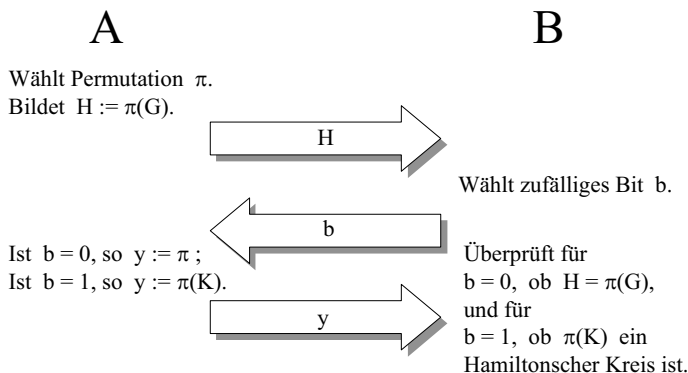 A
B
Wählt Permutation π.
Bildet H := π(G).
H
Wählt zufälliges Bit b.
b
Ist b = 0, so y := π ;
Ist b = 1, so y := π(K).
y
Überprüft für
b = 0, ob H = π(G),
und für
b = 1, ob π(K) ein
Hamiltonscher Kreis ist.